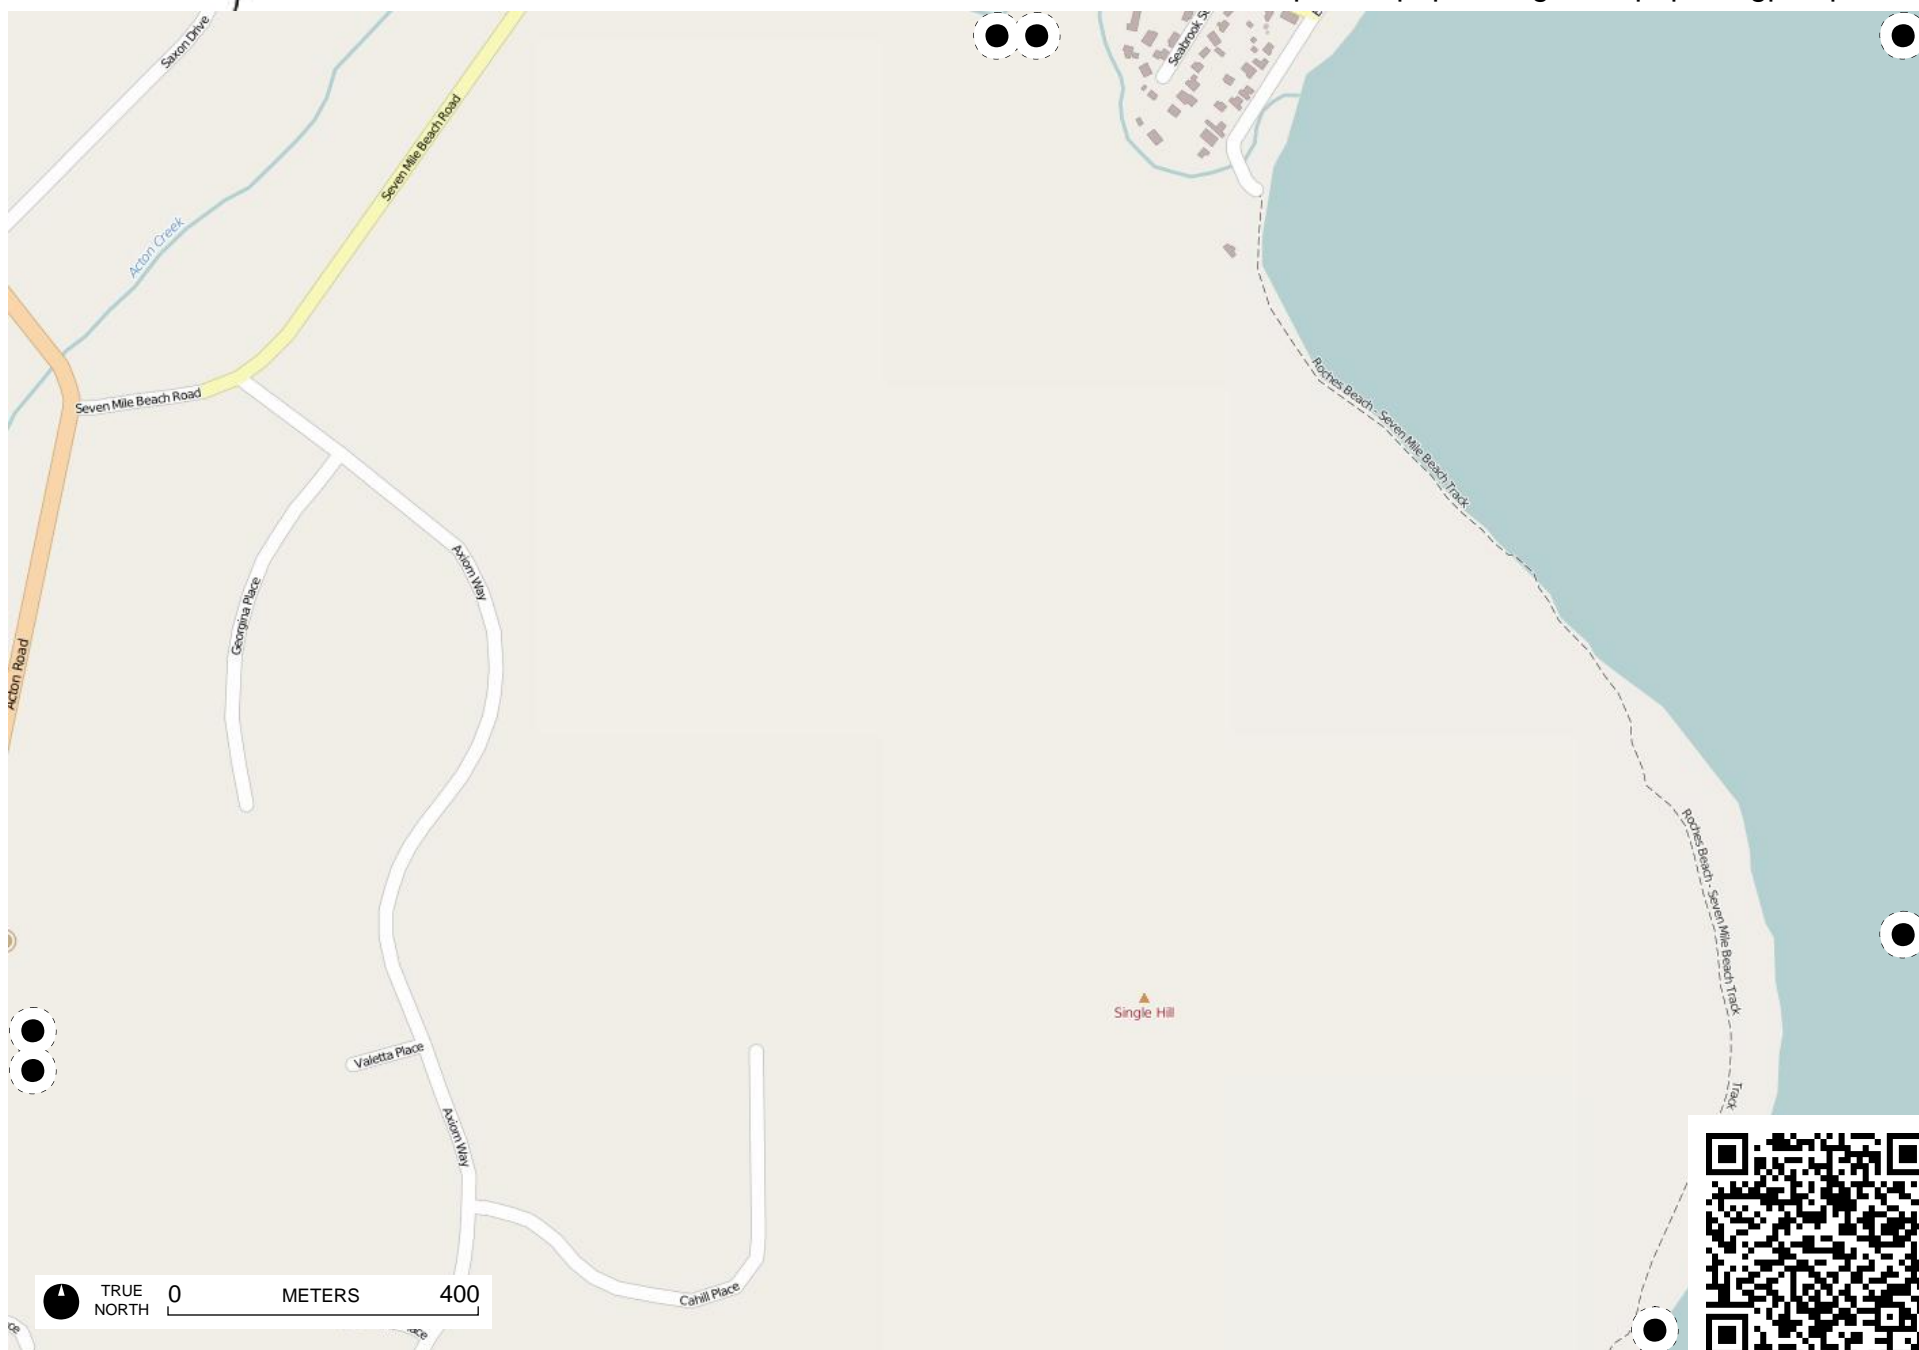 Saxon Drive
Seabrook
Seven Mile Beach Road
Acton Creek
Roches Beach - Seven Mile Beach Track
Seven Mile Beach Road
Axiom Way
Georgina Place
Acton Road
Roches Beach - Seven Mile Beach Track
Single Hill
Valetta Place
Track
Axiom Way
Cahill Place
TRUE
NORTH
0 METERS 400